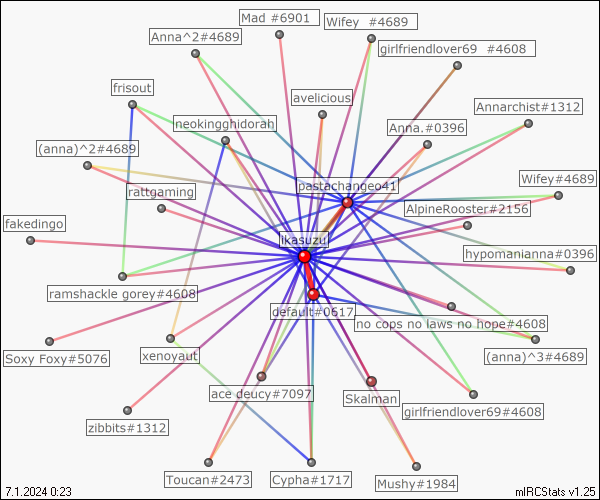 Mad #6901
Wifey #4689
Anna^2#4689
girlfriendlover69 #4608
frisout
avelicious
Annarchist#1312
neokingghidorah
Anna.#0396
(anna)^2#4689
pastachangeo41
Wifey#4689
rattgaming
AlpineRooster#2156
fakedingo
ikasuzu
hypomanianna#0396
ramshackle gorey#4608
default#0617
no cops no laws no hope#4608
Soxy Foxy#5076
xenoyaut
(anna)^3#4689
ace deucy#7097
Skalman
girlfriendlover69#4608
zibbits#1312
Toucan#2473
Cypha#1717
Mushy#1984
7.1.2024 0:23
mIRCStats v1.25